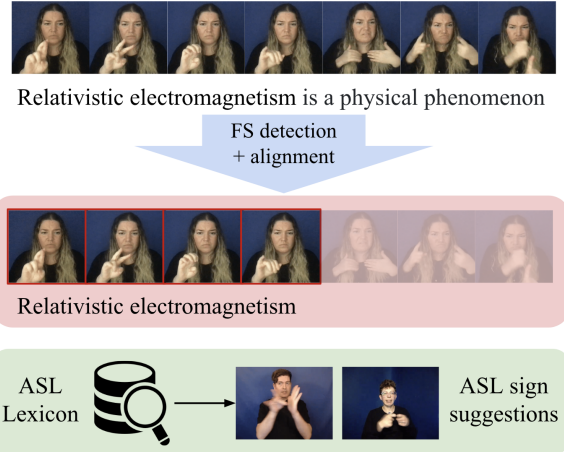 Relativistic electromagnetism is a physical phenomenon
FS detection
+ alignment
Relativistic electromagnetism
ASL
Lexicon
ASL sign
suggestions